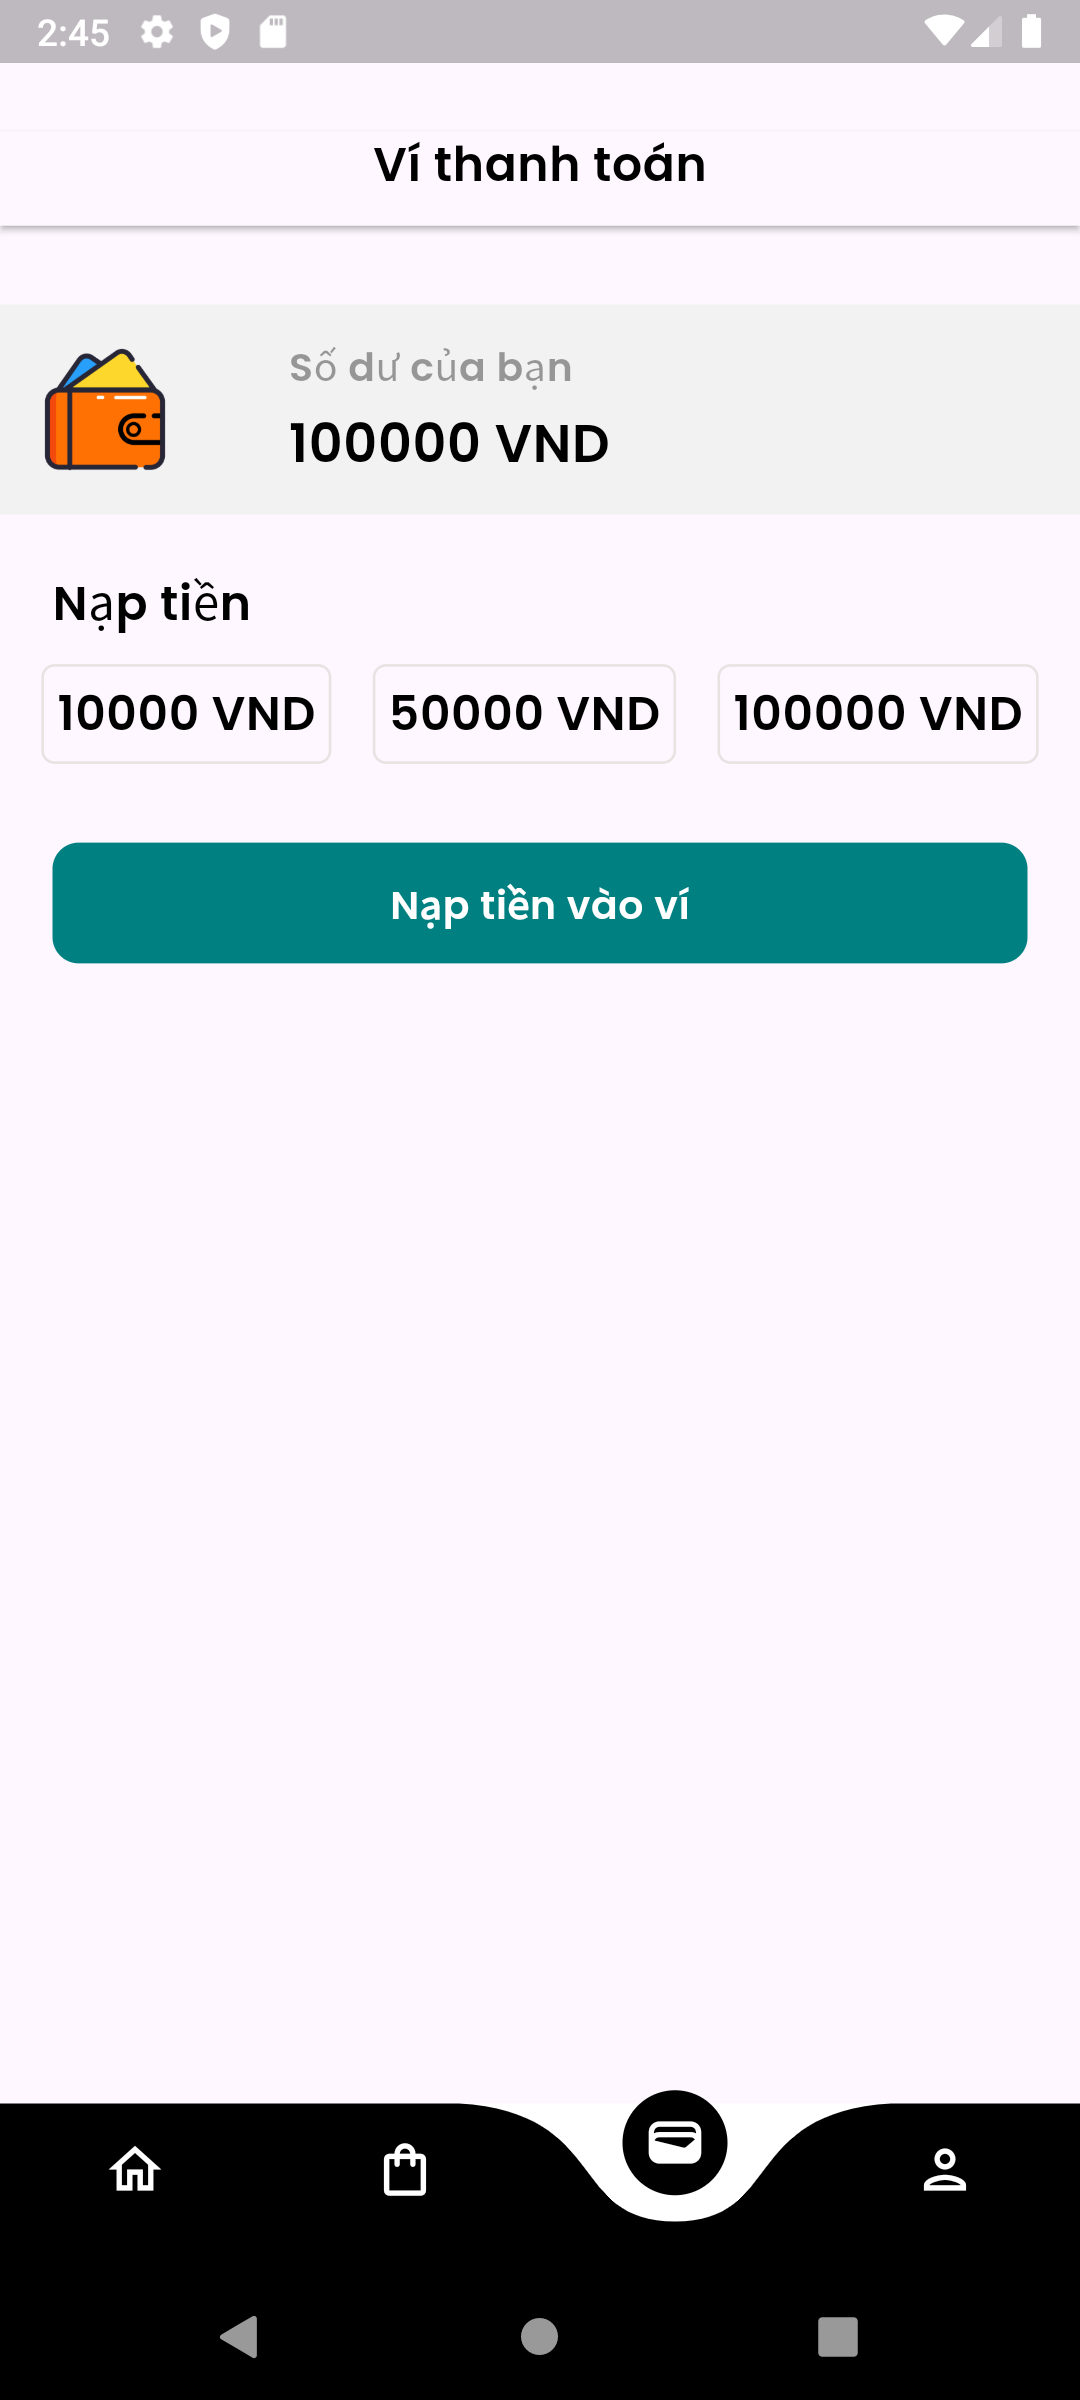 2:45
Ví thanh toán
Số dư của bạn
100000 VND
Nạp tiền
10000 VND 50000 VND 100000 VND
Nạp tiền vào ví